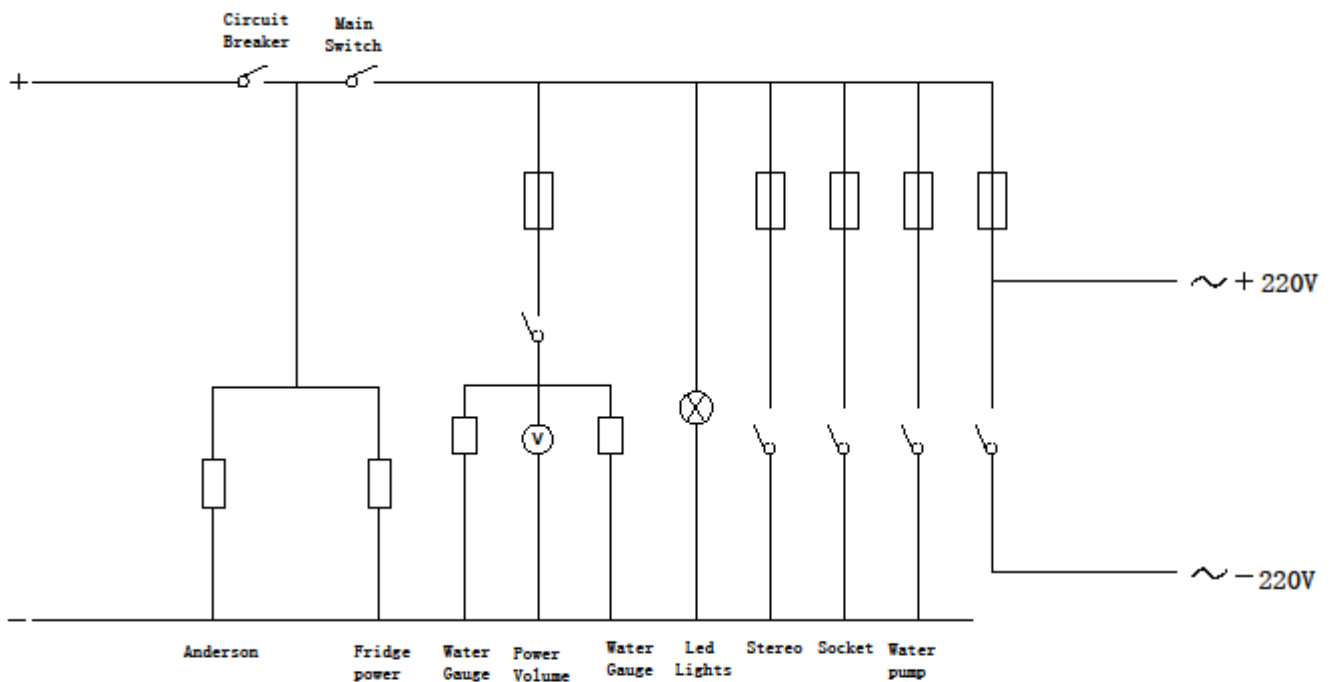 Circuit
Breaker
Main
Switch
+
～+220V
V
～-220V
-
Anderson
Fridge
power
Water
Gauge
Power
Volume
Water
Gauge
Led
Lights
Stereo
Socket
Water
pump